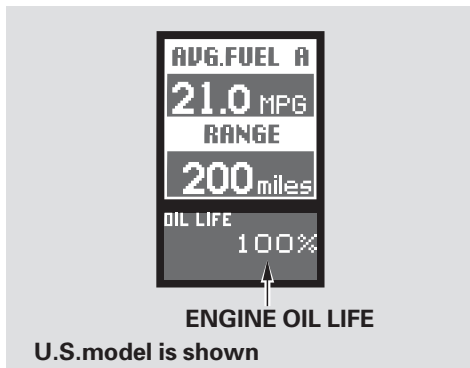 AVG.FUEL A
21.0 MPG
RANGE
200 miles
OIL LIFE
100%
ENGINE OIL LIFE
U.S.model is shown